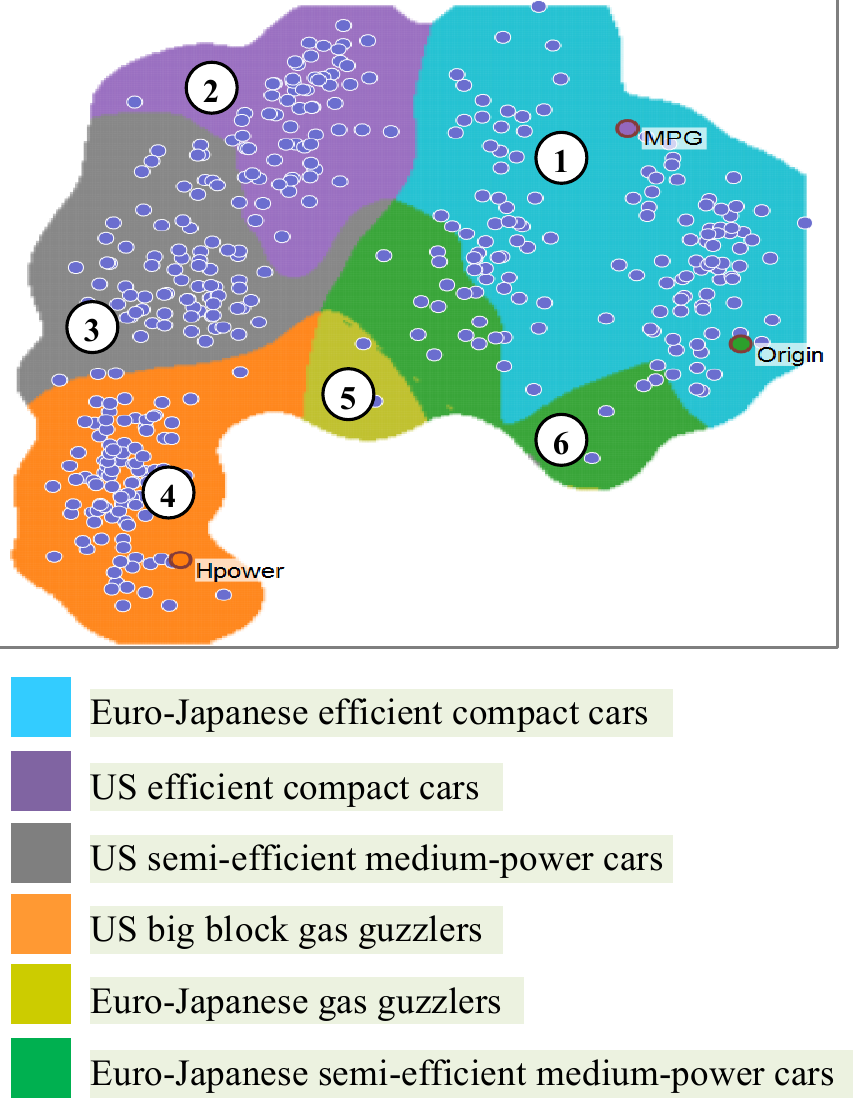 2
1
MPG
3
Origin
5
6
4
Hpower
Euro-Japanese efficient compact cars
US efficient compact cars
US semi-efficient medium-power cars
US big block gas guzzlers
Euro-Japanese gas guzzlers
Euro-Japanese semi-efficient medium-power cars